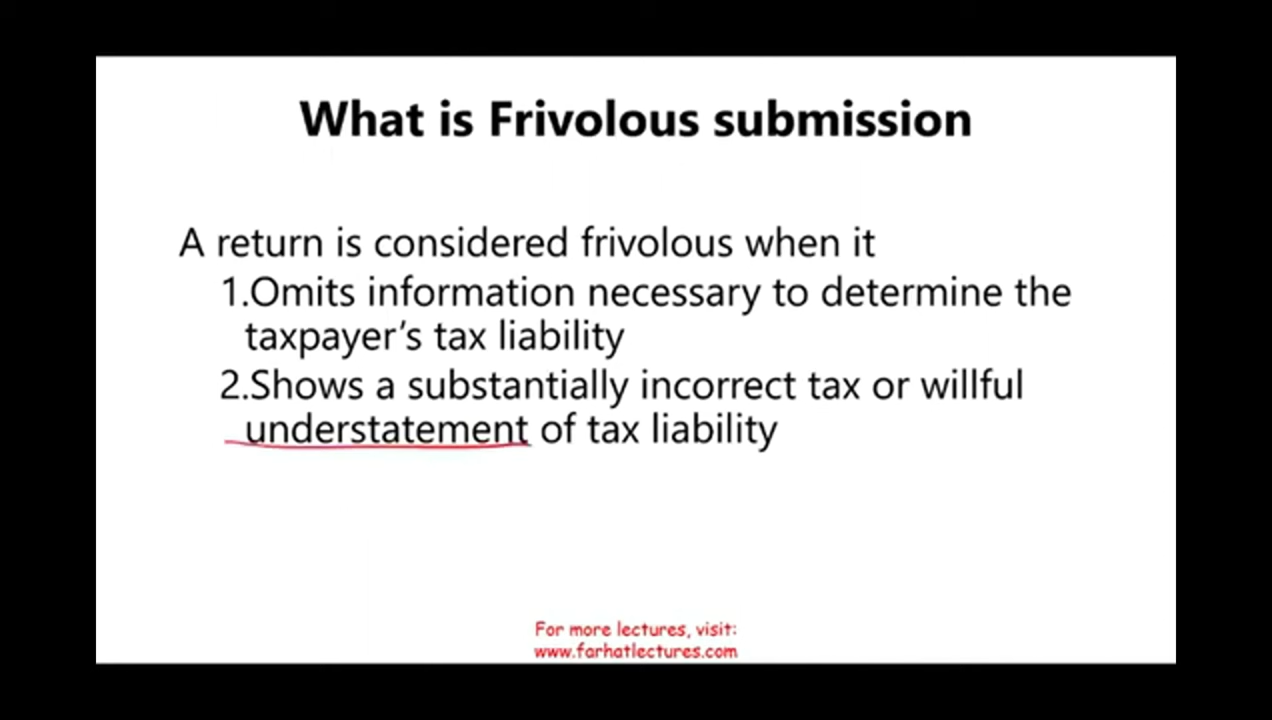 What is Frivolous submission
A return is considered frivolous when it
1.Omits information necessary to determine the
taxpayer’s tax liability
2.Shows a substantially incorrect tax or willful
understatement of tax liability
For more lectures, visit:
www.farhatlectures.com